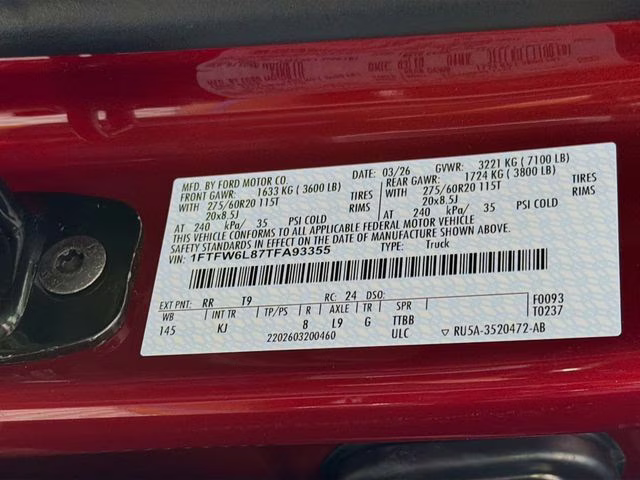 MFD. BY FORD MOTOR CO. DATE: 03/26 GVWR: 3221 KG ( 7100 LB)
FRONT GAWR: 1633 KG ( 3600 LB) REAR GAWR: 1724 KG ( 3800 LB)
WITH 275/60R20 115T TIRES WITH 275/60R20 115T TIRES
20x8.5J RIMS 20x8.5J RIMS
AT 240 kPa/ 35 PSI COLD AT 240 kPa/ 35 PSI COLD
THIS VEHICLE CONFORMS TO ALL APPLICABLE FEDERAL MOTOR VEHICLE
SAFETY STANDARDS IN EFFECT ON THE DATE OF MANUFACTURE SHOWN ABOVE.
VIN: 1FTFW6L87TFA93355 TYPE: Truck
EXT PNT: RR T9 RC: 24 DSO:
WB INT TR TP/PS R AXLE TR SPR F0093
145 KJ 8 L9 G TTBB T0237
2202603200460 ULC RU5A-3520472-AB